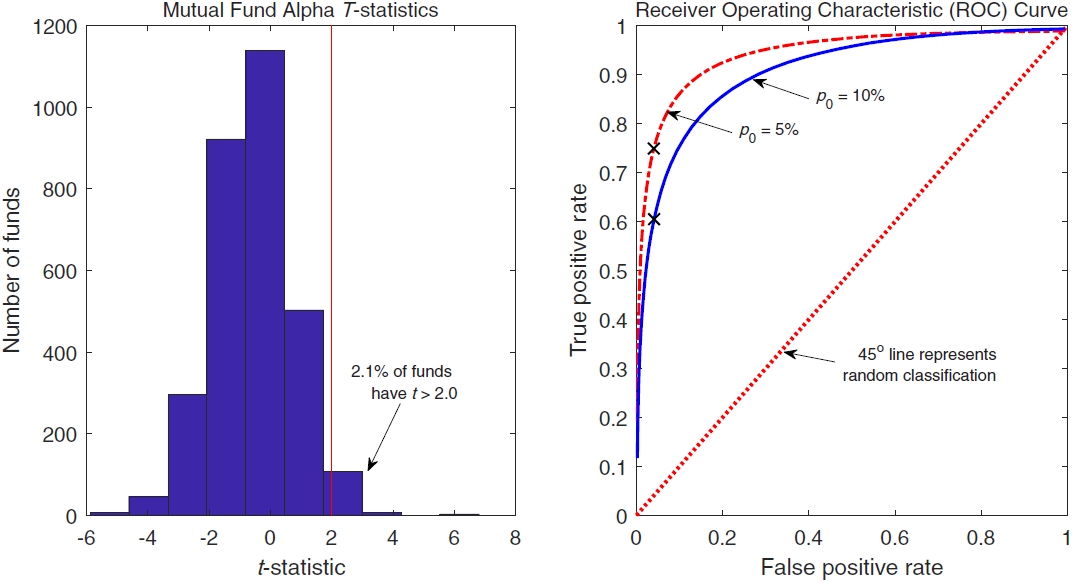 Mutual Fund Alpha T-statistics
Number of funds
1200
1000
800
600
400
200
0
-6 -4 -2 0 2 4 6 8
t-statistic
2.1% of funds
have t > 2.0
Receiver Operating Characteristic (ROC) Curve
True positive rate
1
0.9
0.8
0.7
0.6
0.5
0.4
0.3
0.2
0.1
0
0 0.2 0.4 0.6 0.8 1
False positive rate
p0 = 10%
p0 = 5%
45o line represents
random classification